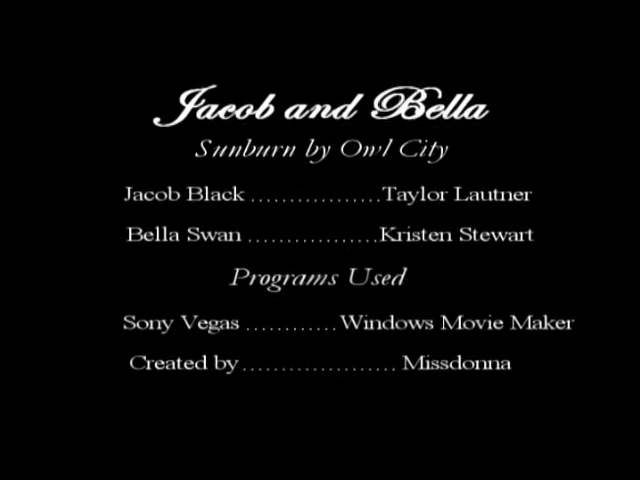 Jacob and Bella
Sunburn by Owl City
Jacob Black .................Taylor Lautner
Bella Swan .................Kristen Stewart
Programs Used
Sony Vegas ............Windows Movie Maker
Created by.................... Missdonna